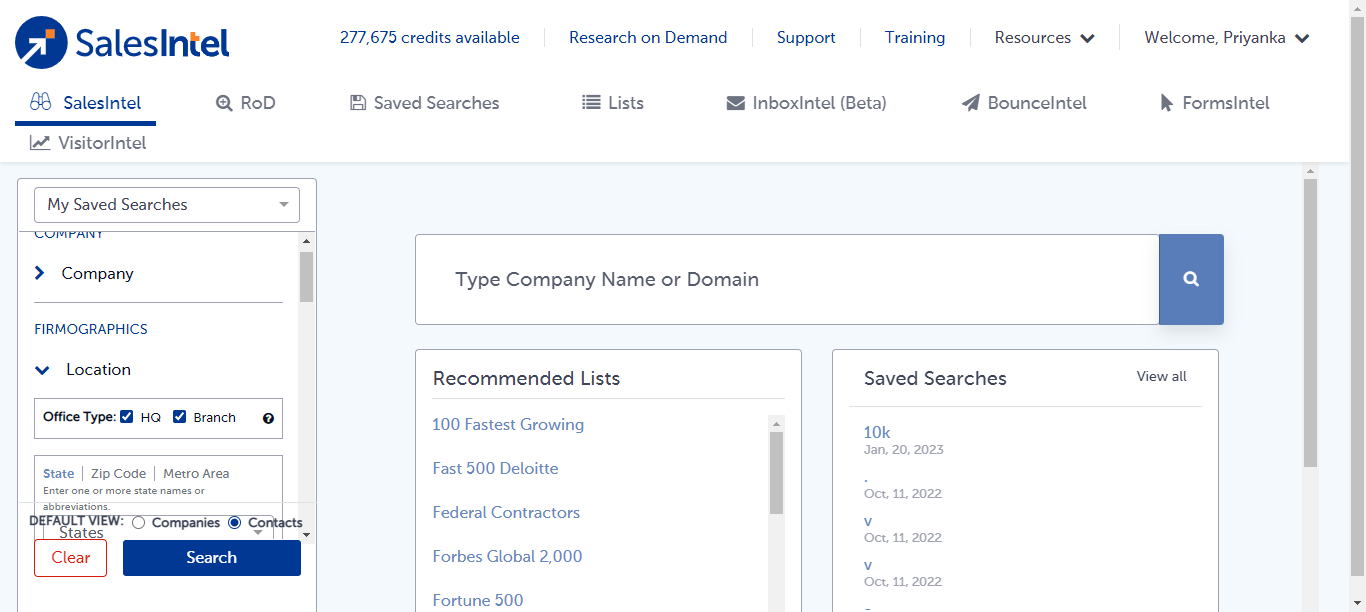 SalesIntel
277,675 credits available
Research on Demand
Support
Training
Resources
Welcome, Priyanka
SalesIntel
RoD
Saved Searches
Lists
InboxIntel (Beta)
BounceIntel
FormsIntel
VisitorIntel
My Saved Searches
COMPANY
Company
FIRMOGRAPHICS
Location
Office Type: HQ Branch
State | Zip Code | Metro Area
Enter one or more state names or
abbreviations.
States
DEFAULT VIEW: Companies Contacts
Clear
Search
Type Company Name or Domain
Recommended Lists
100 Fastest Growing
Fast 500 Deloitte
Federal Contractors
Forbes Global 2,000
Fortune 500
Saved Searches
View all
10k
Jan, 20, 2023
.
Oct, 11, 2022
v
Oct, 11, 2022
v
Oct, 11, 2022